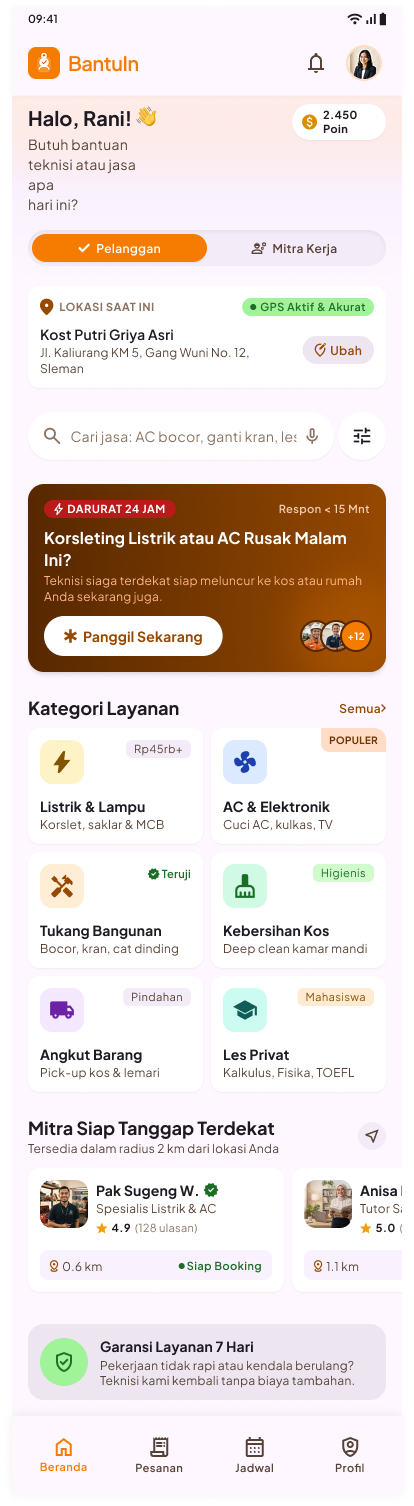 09:41
BantuIn
Halo, Rani! 👋
2.450
Poin
Butuh bantuan
teknisi atau jasa
apa
hari ini?
Pelanggan
Mitra Kerja
LOKASI SAAT INI
GPS Aktif & Akurat
Kost Putri Griya Asri
Jl. Kaliurang KM 5, Gang Wuni No. 12,
Sleman
Ubah
Cari jasa: AC bocor, ganti kran, les
DARURAT 24 JAM
Respon < 15 Mnt
Korsleting Listrik atau AC Rusak Malam
Ini?
Teknisi siaga terdekat siap meluncur ke kos atau rumah
Anda sekarang juga.
Panggil Sekarang
+12
Kategori Layanan
Semua>
Rp45rb+
Listrik & Lampu
Korslet, saklar & MCB
POPULER
AC & Elektronik
Cuci AC, kulkas, TV
Teruji
Tukang Bangunan
Bocor, kran, cat dinding
Higienis
Kebersihan Kos
Deep clean kamar mandi
Pindahan
Angkut Barang
Pick-up kos & lemari
Mahasiswa
Les Privat
Kalkulus, Fisika, TOEFL
Mitra Siap Tanggap Terdekat
Tersedia dalam radius 2 km dari lokasi Anda
Pak Sugeng W.
Spesialis Listrik & AC
4.9 (128 ulasan)
0.6 km
Siap Booking
Anisa
Tutor Sa
5.0 (
1.1 km
Garansi Layanan 7 Hari
Pekerjaan tidak rapi atau kendala berulang?
Teknisi kami kembali tanpa biaya tambahan.
Beranda
Pesanan
Jadwal
Profil